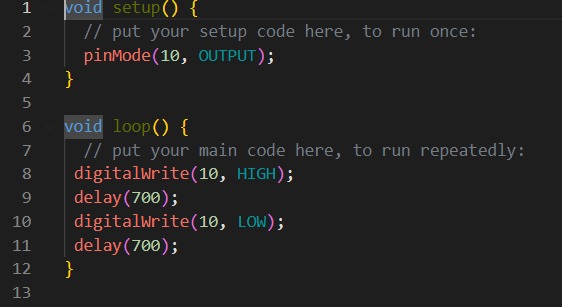 1 void setup() {
2 // put your setup code here, to run once:
3 pinMode(10, OUTPUT);
4 }
5
6 void loop() {
7 // put your main code here, to run repeatedly:
8 digitalWrite(10, HIGH);
9 delay(700);
10 digitalWrite(10, LOW);
11 delay(700);
12 }
13